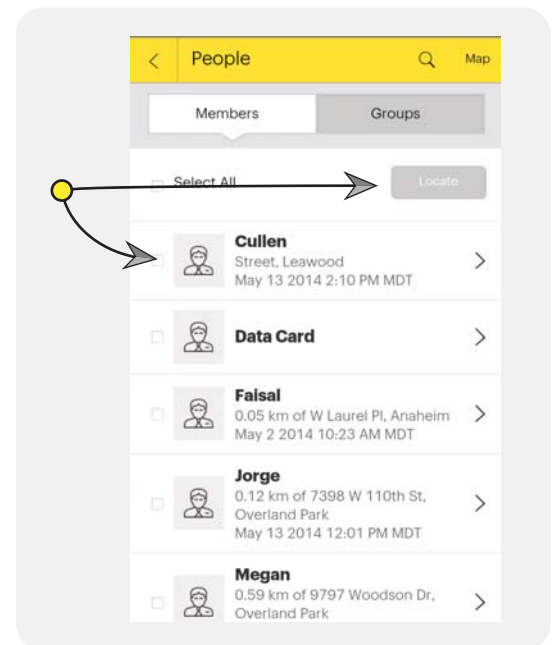 People
Map
Members
Groups
Select All
Locate
Cullen
Street, Leawood
May 13 2014 2:10 PM MDT
Data Card
Faisal
0.05 km of W Laurel Pl, Anaheim
May 2 2014 10:23 AM MDT
Jorge
0.12 km of 7398 W 110th St,
Overland Park
May 13 2014 12:01 PM MDT
Megan
0.59 km of 9797 Woodson Dr,
Overland Park